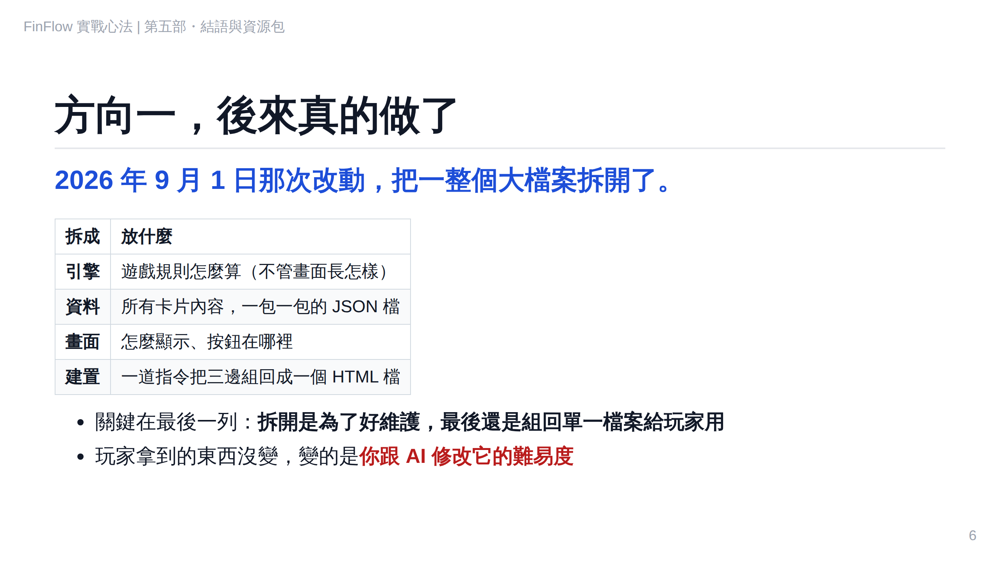 FinFlow 實戰心法 | 第五部・結語與資源包
方向一，後來真的做了
2026 年 9 月 1 日那次改動，把一整個大檔案拆開了。
拆成 放什麼
引擎 遊戲規則怎麼算（不管畫面長怎樣）
資料 所有卡片內容，一包一包的 JSON 檔
畫面 怎麼顯示、按鈕在哪裡
建置 一道指令把三邊組回成一個 HTML 檔
• 關鍵在最後一列：拆開是為了好維護，最後還是組回單一檔案給玩家用
• 玩家拿到的東西沒變，變的是你跟 AI 修改它的難易度
6